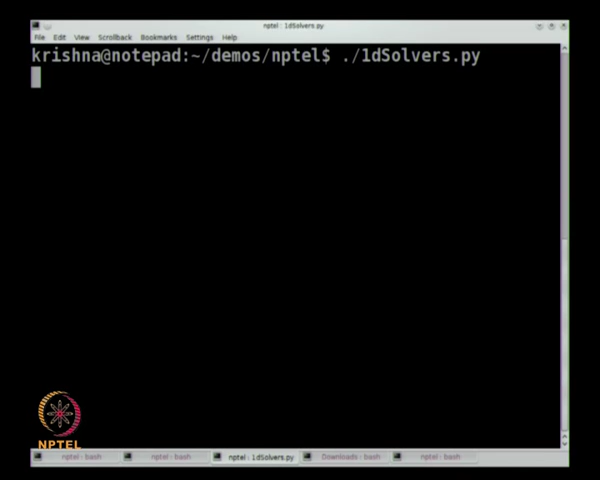 nptel : 1dSolvers.py
File Edit View Scrollback Bookmarks Settings Help
krishna@notepad:~/demos/nptel$ ./1dSolvers.py
NPTEL
nptel : bash nptel : bash nptel : 1dSolvers.py Downloads : bash nptel : bash